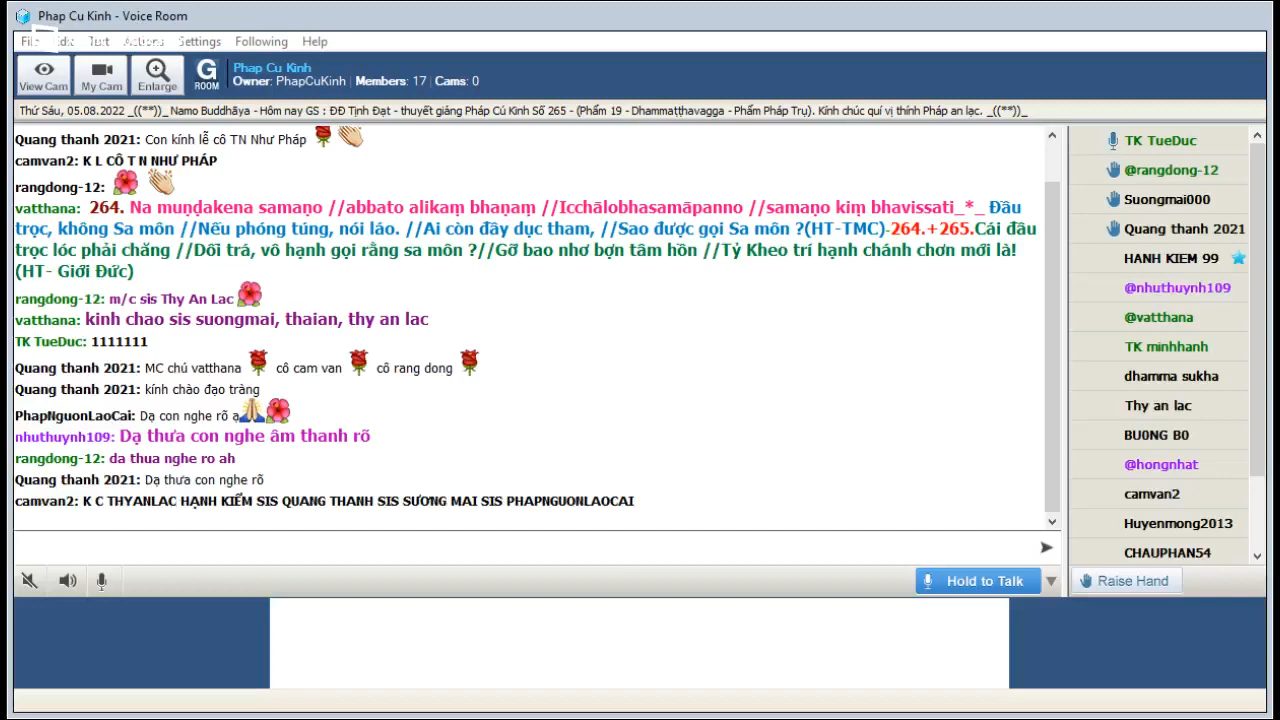 Phap Cu Kinh - Voice Room
Settings Following Help
View Cam My Cam Enlarge G ROOM
Phap Cu Kinh
Owner: PhapCuKinh | Members: 17 | Cams: 0
Thứ Sáu, 05.08.2022 _((**))_ Namo Buddhāya - Hôm nay GS : ĐĐ Tịnh Đạt - thuyết giảng Pháp Cú Kinh Số 265 - (Phẩm 19 - Dhammaṭṭhavagga - Phẩm Pháp Trụ). Kính chúc quí vị thính Pháp an lạc. _((**))_
Quang thanh 2021: Con kính lễ cô TN Như Pháp
camvan2: K L CÔ T N NHƯ PHÁP
rangdong-12:
vatthana: 264. Na muṇḍakena samaṇo //abbato alikaṃ bhaṇaṃ //Icchālobhasamāpanno //samaṇo kiṃ bhavissati_*_ Đầu
trọc, không Sa môn //Nếu phóng túng, nói láo. //Ai còn đầy dục tham, //Sao được gọi Sa môn ?(HT-TMC)-264.+265.Cái đầu
trọc lóc phải chăng //Dối trá, vô hạnh gọi rằng sa môn ?//Gỡ bao nhơ bợn tâm hồn //Tỷ Kheo trí hạnh chánh chơn mới là!
(HT- Giới Đức)
rangdong-12: m/c sis Thy An Lac
vatthana: kinh chao sis suongmai, thaian, thy an lac
TK TueDuc: 1111111
Quang thanh 2021: MC chú vatthana cô cam van cô rang dong
Quang thanh 2021: kính chào đạo tràng
PhapNguonLaoCai: Dạ con nghe rõ ạ
nhuthuynh109: Dạ thưa con nghe âm thanh rõ
rangdong-12: da thua nghe ro ah
Quang thanh 2021: Dạ thưa con nghe rõ
camvan2: K C THYANLAC HẠNH KIỂM SIS QUANG THANH SIS SƯƠNG MAI SIS PHAPNGUONLAOCAI
Hold to Talk
TK TueDuc
@rangdong-12
Suongmai000
Quang thanh 2021
HANH KIEM 99
@nhuthuynh109
@vatthana
TK minhhanh
dhamma sukha
Thy an lac
BU0NG B0
@hongnhat
camvan2
Huyenmong2013
CHAUPHAN54
Raise Hand